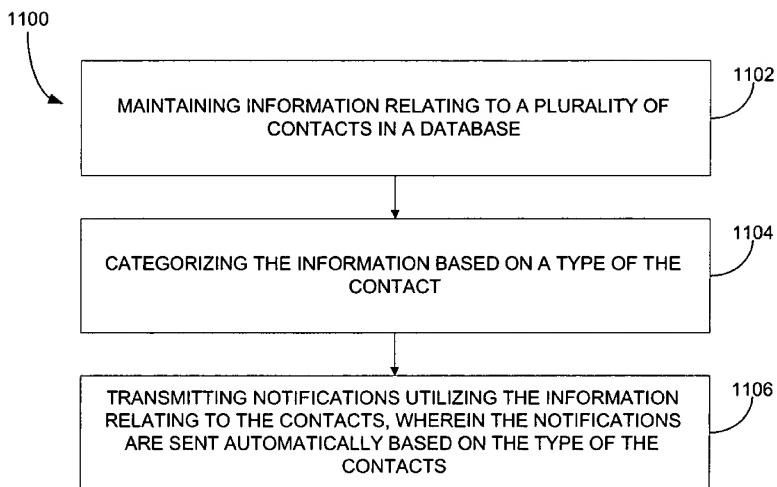 1100
1102
MAINTAINING INFORMATION RELATING TO A PLURALITY OF
CONTACTS IN A DATABASE
1104
CATEGORIZING THE INFORMATION BASED ON A TYPE OF THE
CONTACT
1106
TRANSMITTING NOTIFICATIONS UTILIZING THE INFORMATION
RELATING TO THE CONTACTS, WHEREIN THE NOTIFICATIONS
ARE SENT AUTOMATICALLY BASED ON THE TYPE OF THE
CONTACTS